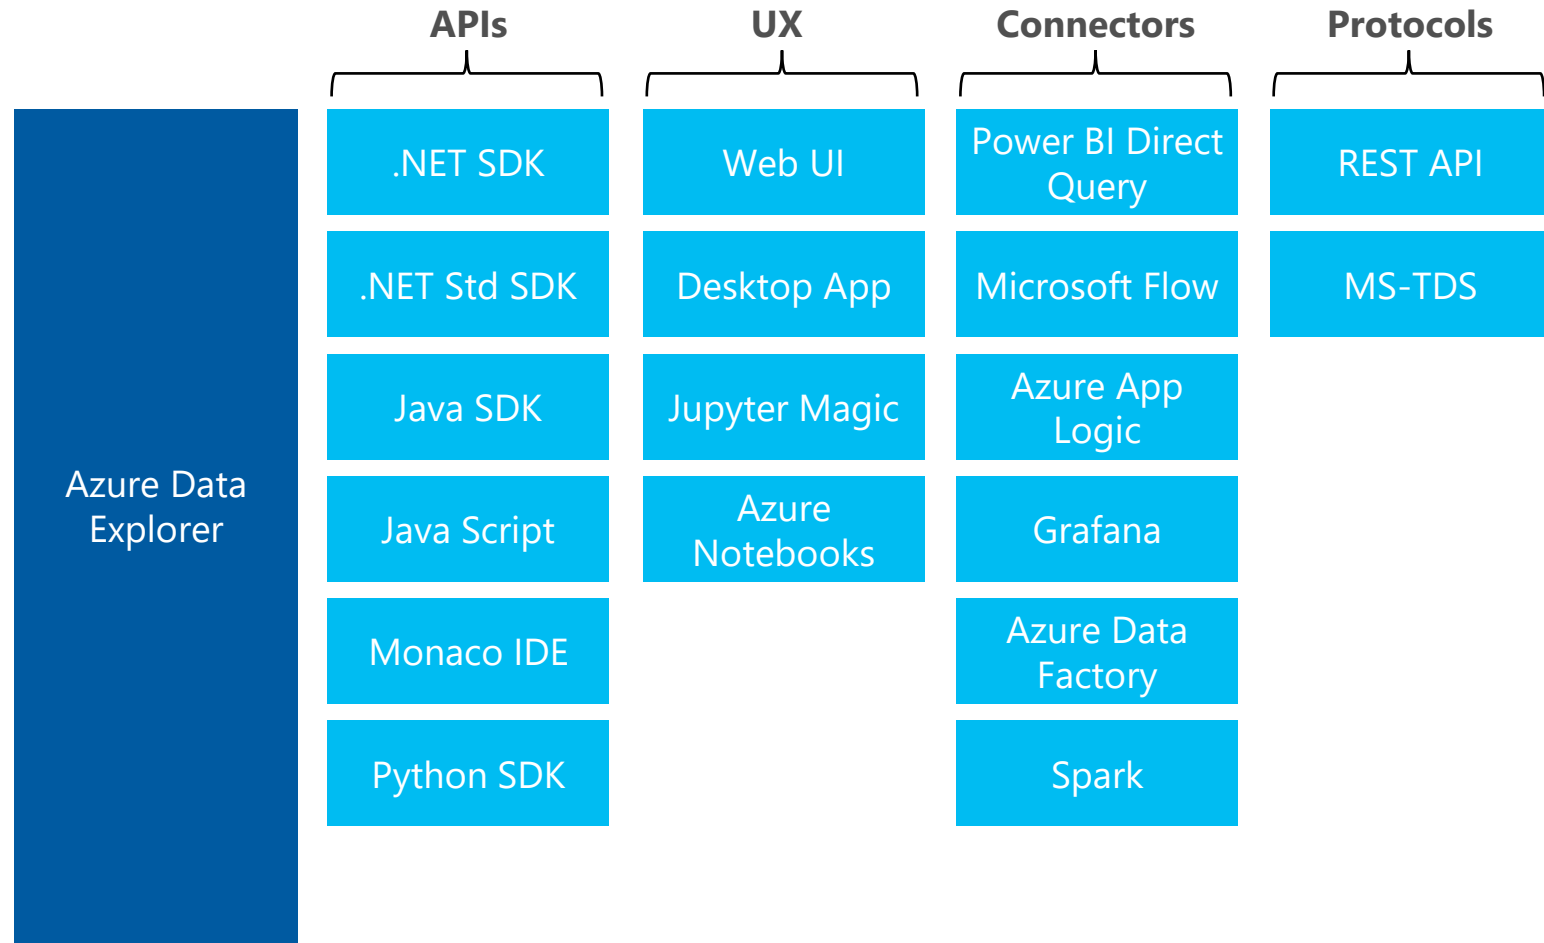 APIs
UX
Connectors
Protocols
Azure Data
Explorer
.NET SDK
.NET Std SDK
Java SDK
Java Script
Monaco IDE
Python SDK
Web UI
Desktop App
Jupyter Magic
Azure
Notebooks
Power BI Direct
Query
Microsoft Flow
Azure App
Logic
Grafana
Azure Data
Factory
Spark
REST API
MS-TDS